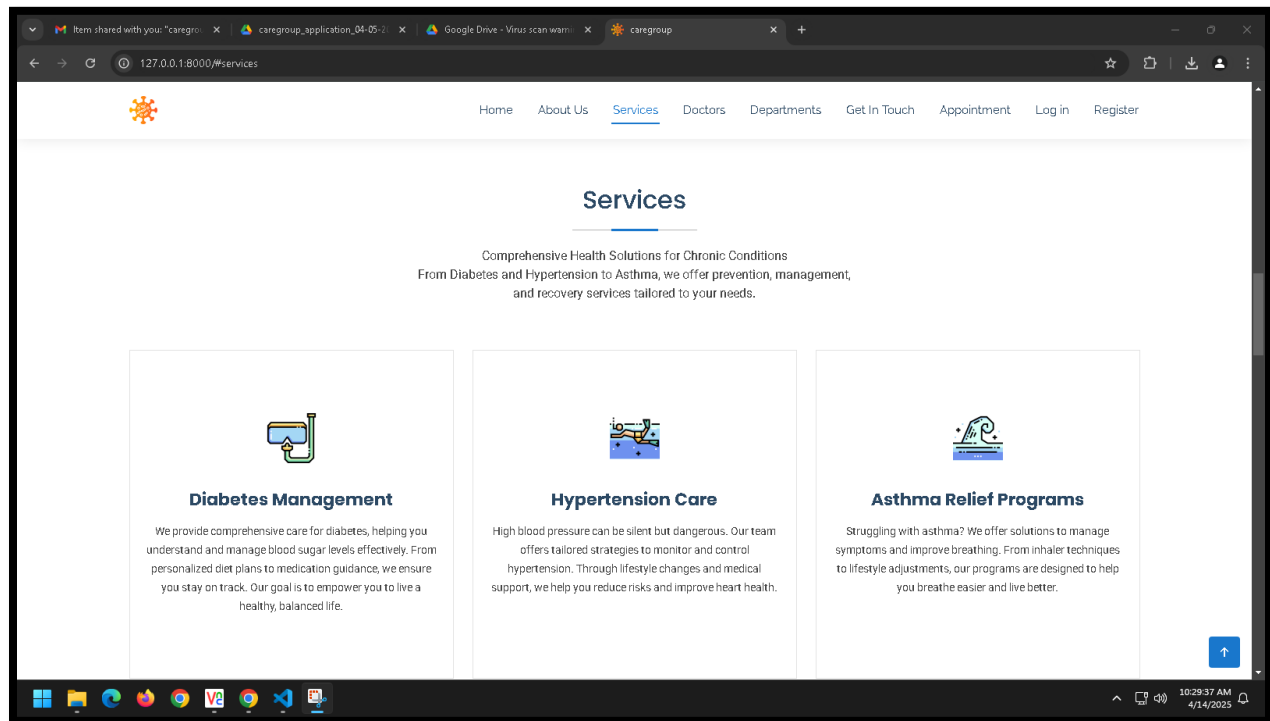 Item shared with you: "caregrou
caregroup_application_04-05-2
Google Drive - Virus scan warnin
caregroup
127.0.0.1:8000/#services
Home About Us Services Doctors Departments Get In Touch Appointment Log in Register
Services
Comprehensive Health Solutions for Chronic Conditions
From Diabetes and Hypertension to Asthma, we offer prevention, management,
and recovery services tailored to your needs.
Diabetes Management
We provide comprehensive care for diabetes, helping you
understand and manage blood sugar levels effectively. From
personalized diet plans to medication guidance, we ensure
you stay on track. Our goal is to empower you to live a
healthy, balanced life.
Hypertension Care
High blood pressure can be silent but dangerous. Our team
offers tailored strategies to monitor and control
hypertension. Through lifestyle changes and medical
support, we help you reduce risks and improve heart health.
Asthma Relief Programs
Struggling with asthma? We offer solutions to manage
symptoms and improve breathing. From inhaler techniques
to lifestyle adjustments, our programs are designed to help
you breathe easier and live better.
10:29:37 AM
4/14/2025